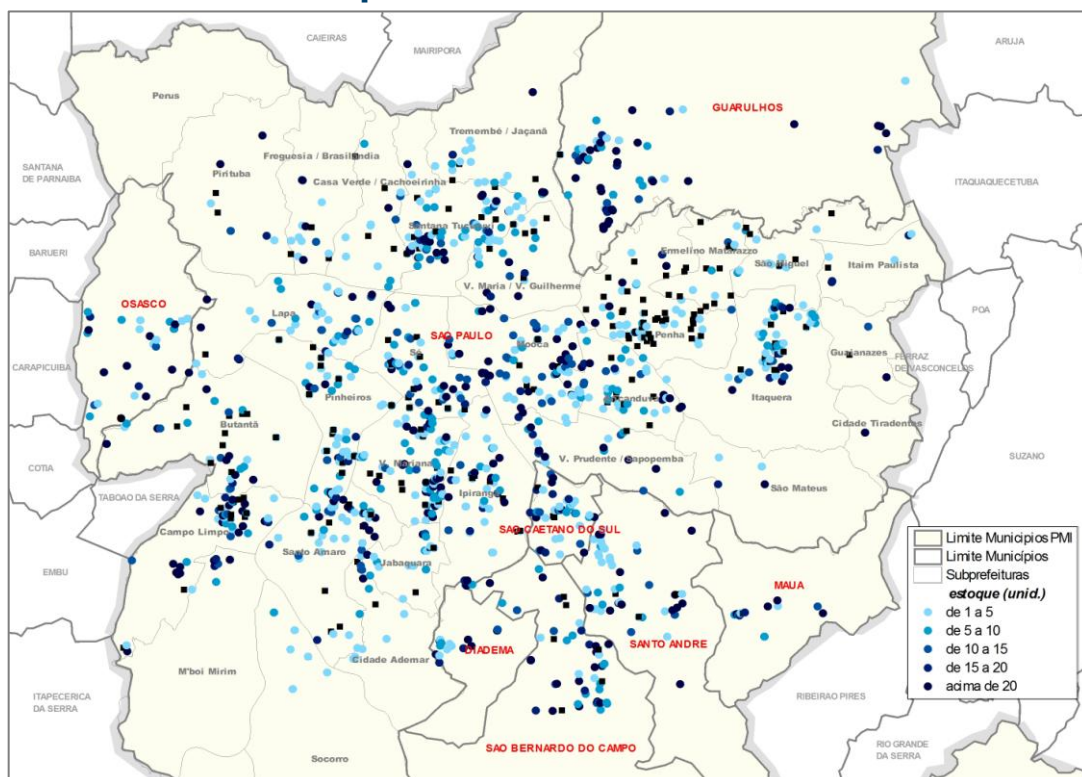 CAIEIRAS
MAIRIPORA
ARUJA
Perus
GUARULHOS
Tremembé / Jaçanã
Freguesia / Brasilândia
SANTANA
DE PARNAIBA
Pirituba
Casa Verde / Cachoeirinha
ITAQUAQUECETUBA
Santana Tucuruvi
BARUERI
Ermelino Matarazzo
São Miguel
Itaim Paulista
V. Maria / V. Guilherme
OSASCO
Lapa
SAO PAULO
POA
Mooca
Penha
Sé
Guaianazes
CARAPICUIBA
FERRAZ
DE VASCONCELOS
Pinheiros
Aricanduva
Itaquera
Butantã
Cidade Tiradentes
COTIA
V. Mariana
V. Prudente / Sapopemba
SUZANO
TABOAO DA SERRA
Ipiranga
São Mateus
Campo Limpo
SAO CAETANO DO SUL
Santo Amaro
Jabaquara
EMBU
MAUA
DIADEMA
SANTO ANDRE
Cidade Ademar
M'boi Mirim
ITAPECERICA
DA SERRA
RIBEIRAO PIRES
SAO BERNARDO DO CAMPO
RIO GRANDE
DA SERRA
Socorro
Limite Municipios PMI
Limite Municípios
Subprefeituras
estoque (unid.)
de 1 a 5
de 5 a 10
de 10 a 15
de 15 a 20
acima de 20